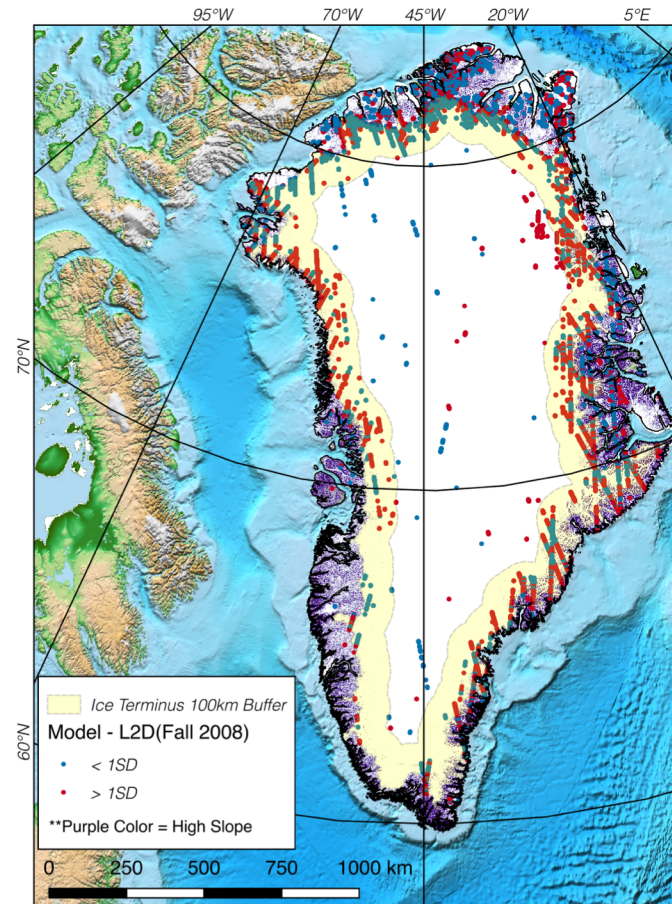 95°W 70°W 45°W 20°W 5°E
70°N
60°N
Ice Terminus 100km Buffer
Model - L2D(Fall 2008)
< 1SD
> 1SD
**Purple Color = High Slope
0 250 500 750 1000 km